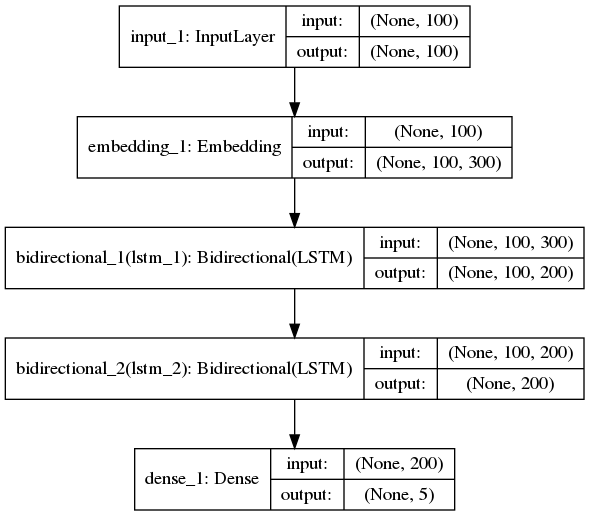 input_1: InputLayer input: (None, 100)
output: (None, 100)
embedding_1: Embedding input: (None, 100)
output: (None, 100, 300)
bidirectional_1(lstm_1): Bidirectional(LSTM) input: (None, 100, 300)
output: (None, 100, 200)
bidirectional_2(lstm_2): Bidirectional(LSTM) input: (None, 100, 200)
output: (None, 200)
dense_1: Dense input: (None, 200)
output: (None, 5)